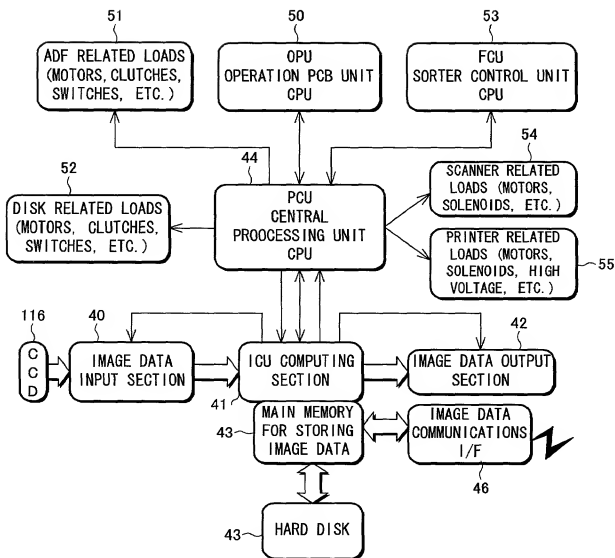 51
ADF RELATED LOADS
(MOTORS,CLUTCHES,
SWITCHES, ETC.)
50
OPU
OPERATION PCB UNIT
CPU
53
FCU
SORTER CONTROL UNIT
CPU
44
PCU
CENTRAL
PROOCESSING UNIT
CPU
52
DISK RELATED LOADS
(MOTORS, CLUTCHES,
SWITCHES, ETC.)
54
SCANNER RELATED
LOADS (MOTORS,
SOLENOIDS, ETC.)
PRINTER RELATED
LOADS (MOTORS,
SOLENOIDS, HIGH
VOLTAGE, ETC.)
55
116
C
C
D
40
IMAGE DATA
INPUT SECTION
ICU COMPUTING
SECTION
41
42
IMAGE DATA OUTPUT
SECTION
43
MAIN MEMORY
FOR STORING
IMAGE DATA
IMAGE DATA
COMMUNICATIONS
I/F
46
43
HARD DISK